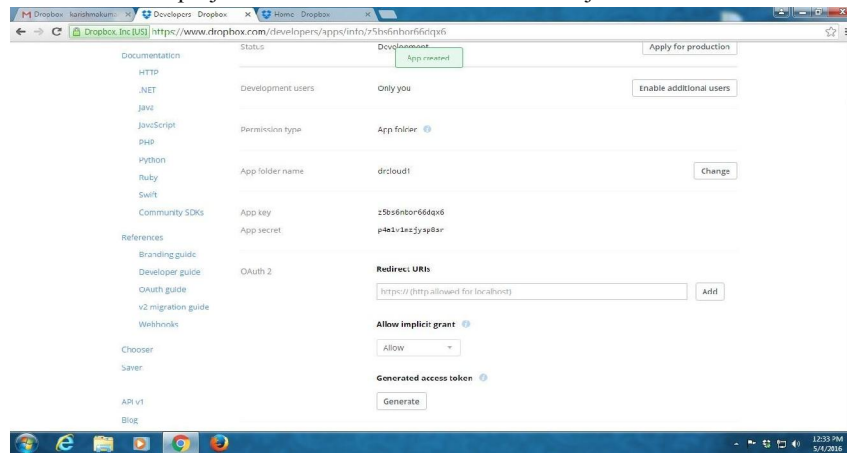 Dropbox karishmakum
Developers Dropbox
Home Dropbox
Dropbox, Inc [US] https://www.dropbox.com/developers/apps/info/z5bs6nbor66dqx6
Status Development Apply for production
App created
Documentation
HTTP
.NET Development users Only you Enable additional users
Java
JavaScript Permission type App folder
PHP
Python
Ruby App folder name drcloud1 Change
Swift
Community SDKs App key z5bs6nbor66dqx6
App secret
References
Branding guide
Developer guide OAuth 2 Redirect URIs
OAuth guide https:// (http allowed for localhost) Add
v2 migration guide
Webhooks Allow implicit grant
Chooser Allow
Saver
Generated access token
API v1 Generate
Blog
12:33 PM
5/4/2016